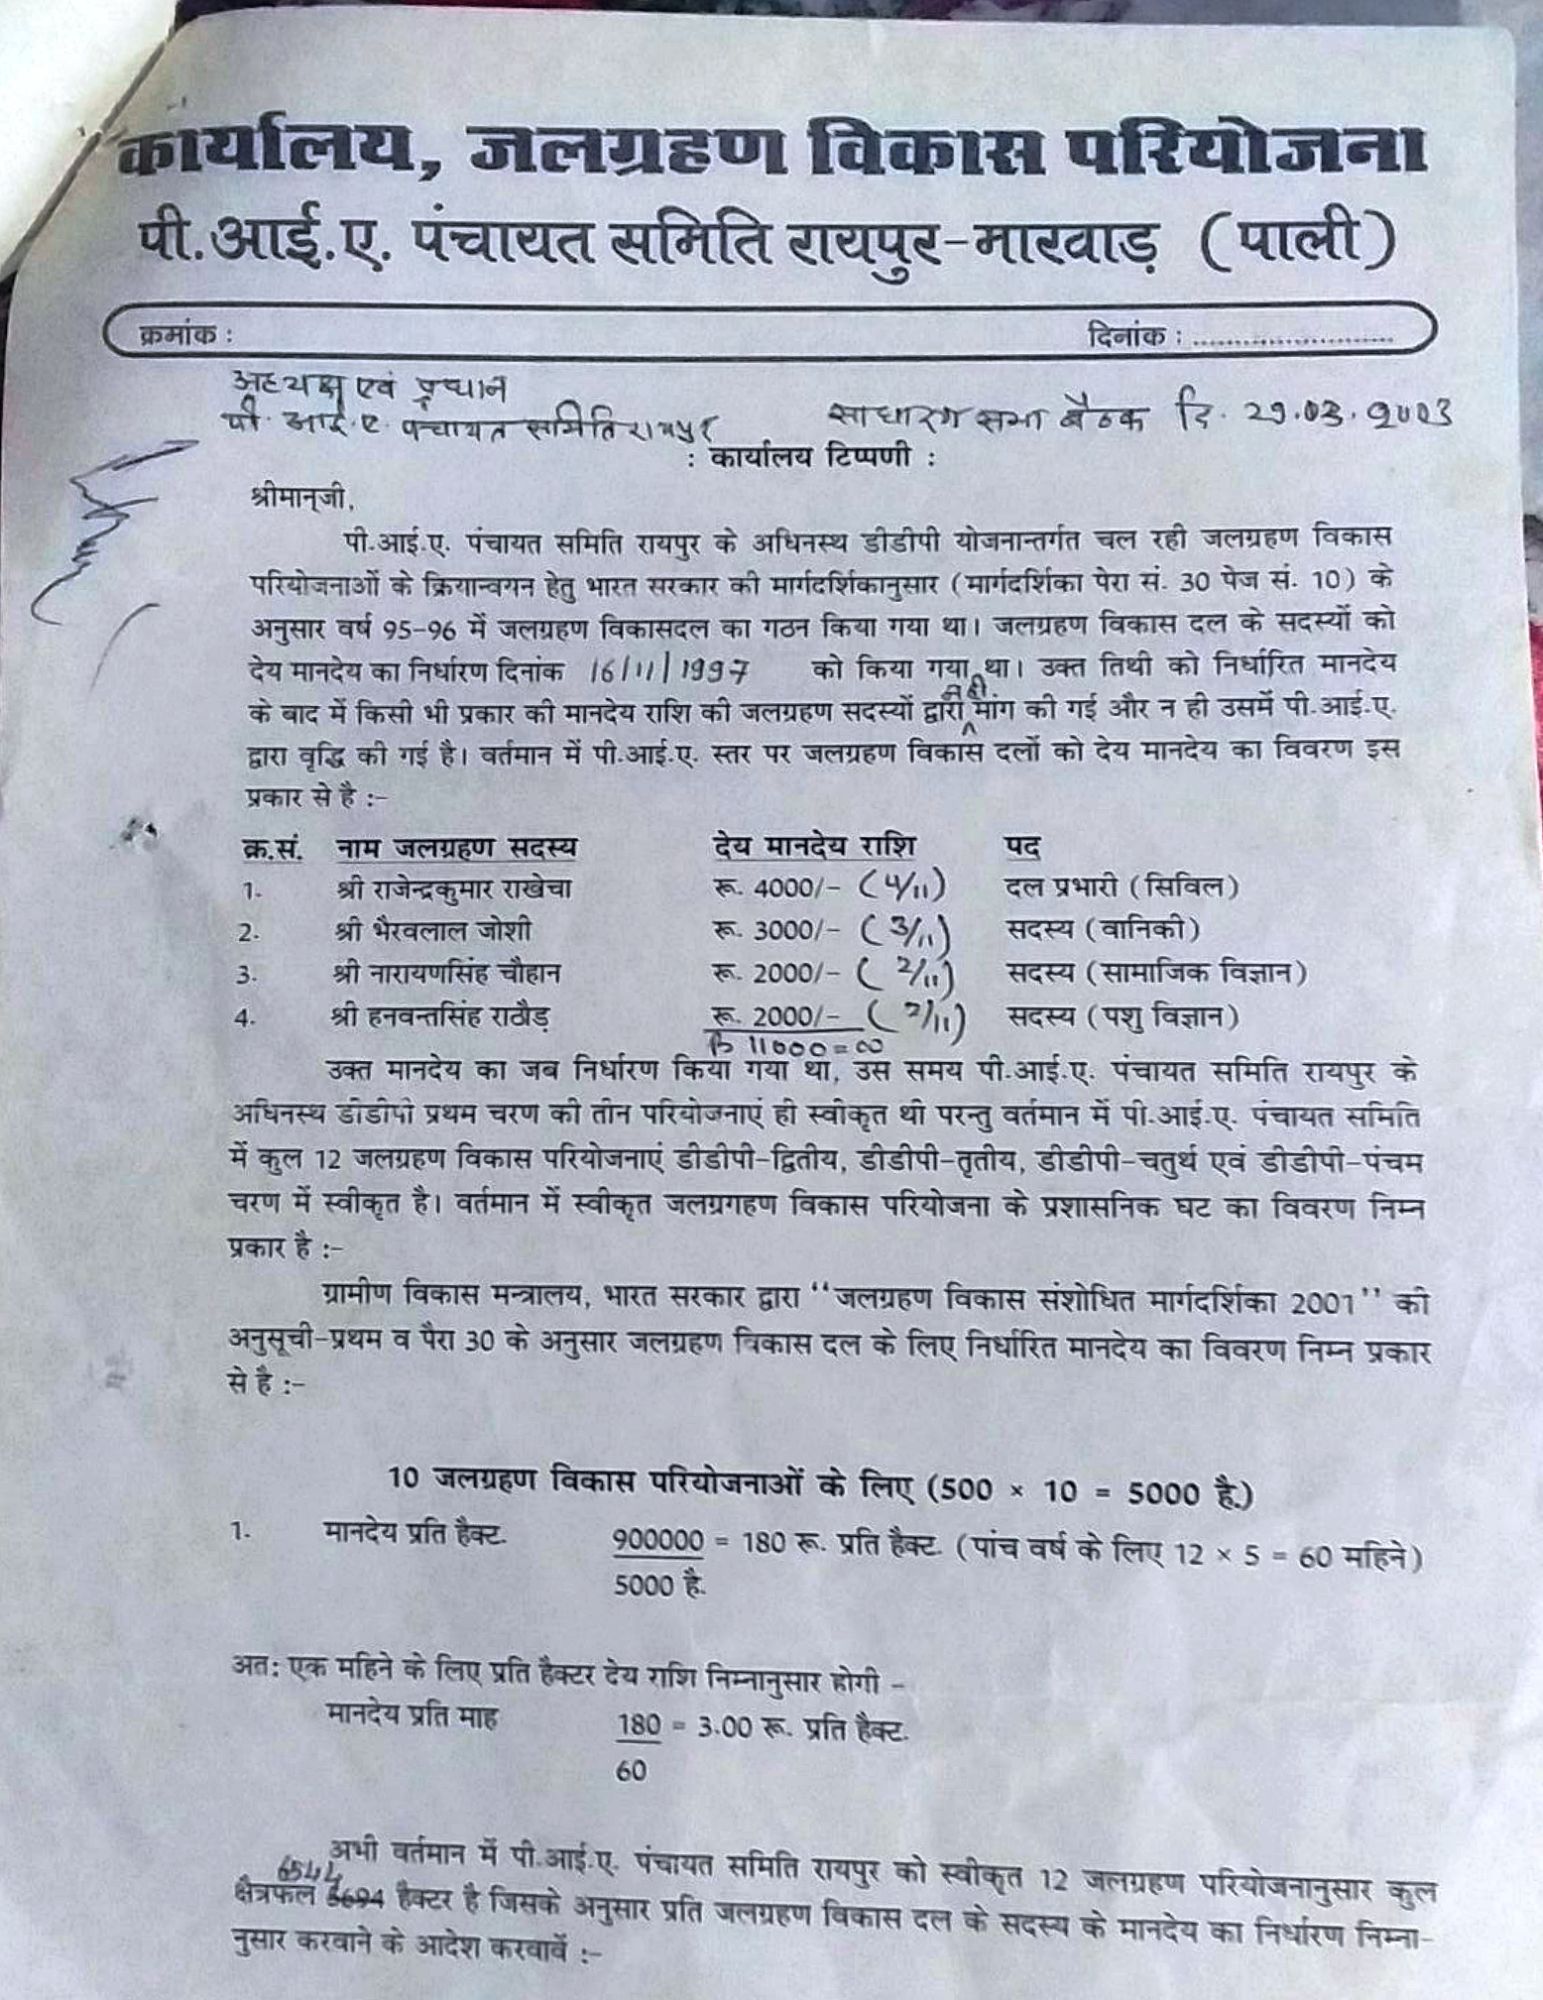 कार्यालय, जलग्रहण विकास परियोजना
पी.आई.ए. पंचायत समिति रायपुर-मारवाड़ (पाली)
क्रमांक : दिनांक : ........................
अध्यक्ष एवं प्रधान
पी.आई.ए. पंचायत समिति रायपुर साधारण सभा बैठक दि. 29.03.2003
: कार्यालय टिप्पणी :
श्रीमान्‌जी,
पी.आई.ए. पंचायत समिति रायपुर के अधिनस्थ डीडीपी योजनान्तर्गत चल रही जलग्रहण विकास
परियोजनाओं के क्रियान्वयन हेतु भारत सरकार की मार्गदर्शिकानुसार (मार्गदर्शिका पेरा सं. 30 पेज सं. 10) के
अनुसार वर्ष 95-96 में जलग्रहण विकासदल का गठन किया गया था। जलग्रहण विकास दल के सदस्यों को
देय मानदेय का निर्धारण दिनांक 16/11/1997 को किया गया था। उक्त तिथी को निर्धारित मानदेय
के बाद में किसी भी प्रकार की मानदेय राशि की जलग्रहण सदस्यों द्वारा नही मांग की गई और न ही उसमें पी.आई.ए.
द्वारा वृद्धि की गई है। वर्तमान में पी.आई.ए. स्तर पर जलग्रहण विकास दलों को देय मानदेय का विवरण इस
प्रकार से है :-
क्र.सं. नाम जलग्रहण सदस्य देय मानदेय राशि पद
1. श्री राजेन्द्रकुमार राखेचा रू. 4000/- (4/11) दल प्रभारी (सिविल)
2. श्री भैरवलाल जोशी रू. 3000/- (3/11) सदस्य (वानिकी)
3. श्री नारायणसिंह चौहान रू. 2000/- (2/11) सदस्य (सामाजिक विज्ञान)
4. श्री हनवन्तसिंह राठौड़ रू. 2000/- (2/11) सदस्य (पशु विज्ञान)
11000=00
उक्त मानदेय का जब निर्धारण किया गया था, उस समय पी.आई.ए. पंचायत समिति रायपुर के
अधिनस्थ डीडीपी प्रथम चरण की तीन परियोजनाएं ही स्वीकृत थी परन्तु वर्तमान में पी.आई.ए. पंचायत समिति
में कुल 12 जलग्रहण विकास परियोजनाएं डीडीपी-द्वितीय, डीडीपी-तृतीय, डीडीपी-चतुर्थ एवं डीडीपी-पंचम
चरण में स्वीकृत है। वर्तमान में स्वीकृत जलग्रगहण विकास परियोजना के प्रशासनिक घट का विवरण निम्न
प्रकार है :-
ग्रामीण विकास मन्त्रालय, भारत सरकार द्वारा ‘‘जलग्रहण विकास संशोधित मार्गदर्शिका 2001’’ की
अनुसूची-प्रथम व पैरा 30 के अनुसार जलग्रहण विकास दल के लिए निर्धारित मानदेय का विवरण निम्न प्रकार
से है :-
10 जलग्रहण विकास परियोजनाओं के लिए (500 × 10 = 5000 है.)
1. मानदेय प्रति हैक्ट. 900000 = 180 रू. प्रति हैक्ट. (पांच वर्ष के लिए 12 × 5 = 60 महिने)
5000 है.
अत: एक महिने के लिए प्रति हैक्टर देय राशि निम्नानुसार होगी -
मानदेय प्रति माह 180 = 3.00 रू. प्रति हैक्ट.
60
अभी वर्तमान में पी.आई.ए. पंचायत समिति रायपुर को स्वीकृत 12 जलग्रहण परियोजनानुसार कुल
6544
क्षैत्रफल 5694 हैक्टर है जिसके अनुसार प्रति जलग्रहण विकास दल के सदस्य के मानदेय का निर्धारण निम्ना-
नुसार करवाने के आदेश करवावें :-